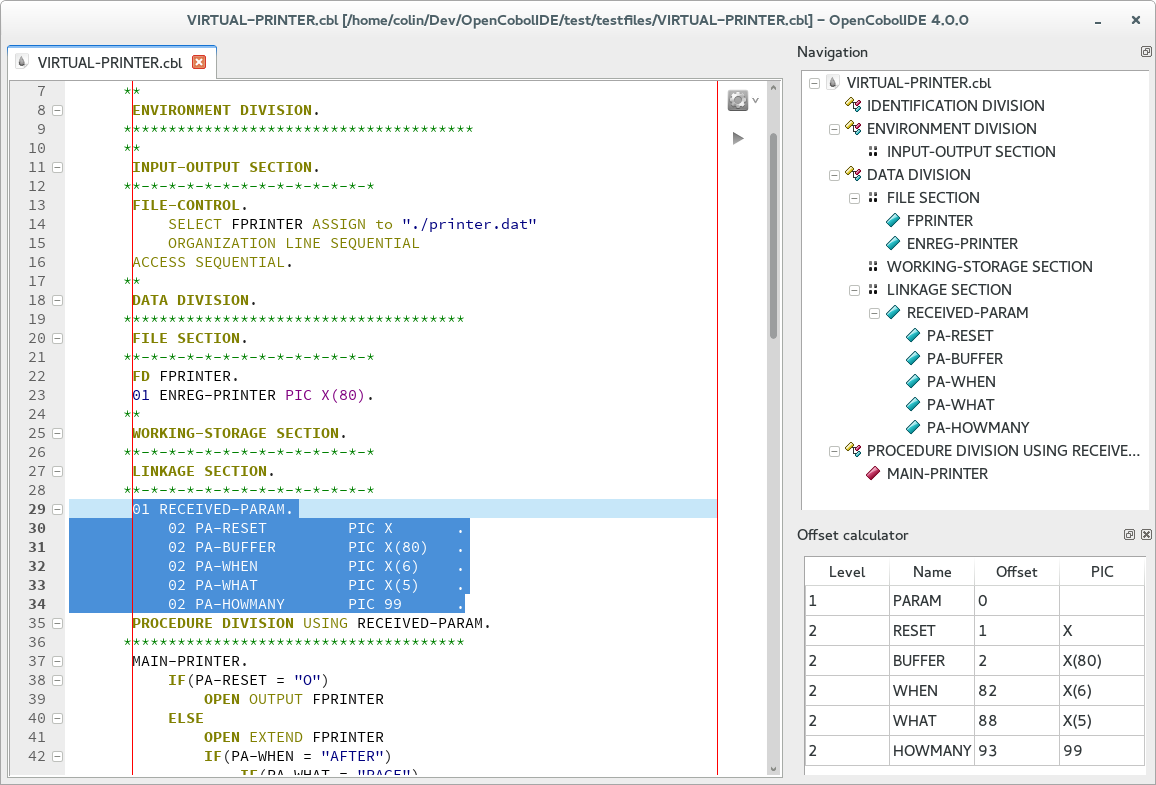 VIRTUAL-PRINTER.cbl [/home/colin/Dev/OpenCobolIDE/test/testfiles/VIRTUAL-PRINTER.cbl] – OpenCobolIDE 4.0.0
VIRTUAL-PRINTER.cbl
7 **
8 ENVIRONMENT DIVISION.
9 ***************************************
10 **
11 INPUT-OUTPUT SECTION.
12 **-*-*-*-*-*-*-*-*-*-*-*-*-*
13 FILE-CONTROL.
14 SELECT FPRINTER ASSIGN to "./printer.dat"
15 ORGANIZATION LINE SEQUENTIAL
16 ACCESS SEQUENTIAL.
17 **
18 DATA DIVISION.
19 **************************************
20 FILE SECTION.
21 **-*-*-*-*-*-*-*-*-*-*-*-*-*
22 FD FPRINTER.
23 01 ENREG-PRINTER PIC X(80).
24 **
25 WORKING-STORAGE SECTION.
26 **-*-*-*-*-*-*-*-*-*-*-*-*-*
27 LINKAGE SECTION.
28 **-*-*-*-*-*-*-*-*-*-*-*-*-*
29 01 RECEIVED-PARAM.
30 02 PA-RESET PIC X .
31 02 PA-BUFFER PIC X(80) .
32 02 PA-WHEN PIC X(6) .
33 02 PA-WHAT PIC X(5) .
34 02 PA-HOWMANY PIC 99 .
35 PROCEDURE DIVISION USING RECEIVED-PARAM.
36 **************************************
37 MAIN-PRINTER.
38 IF(PA-RESET = "O")
39 OPEN OUTPUT FPRINTER
40 ELSE
41 OPEN EXTEND FPRINTER
42 IF(PA-WHEN = "AFTER")
IF(PA-WHAT = "PAGE")
Navigation
VIRTUAL-PRINTER.cbl
IDENTIFICATION DIVISION
ENVIRONMENT DIVISION
INPUT-OUTPUT SECTION
DATA DIVISION
FILE SECTION
FPRINTER
ENREG-PRINTER
WORKING-STORAGE SECTION
LINKAGE SECTION
RECEIVED-PARAM
PA-RESET
PA-BUFFER
PA-WHEN
PA-WHAT
PA-HOWMANY
PROCEDURE DIVISION USING RECEIVE...
MAIN-PRINTER
Offset calculator
Level Name Offset PIC
1 PARAM 0
2 RESET 1 X
2 BUFFER 2 X(80)
2 WHEN 82 X(6)
2 WHAT 88 X(5)
2 HOWMANY 93 99